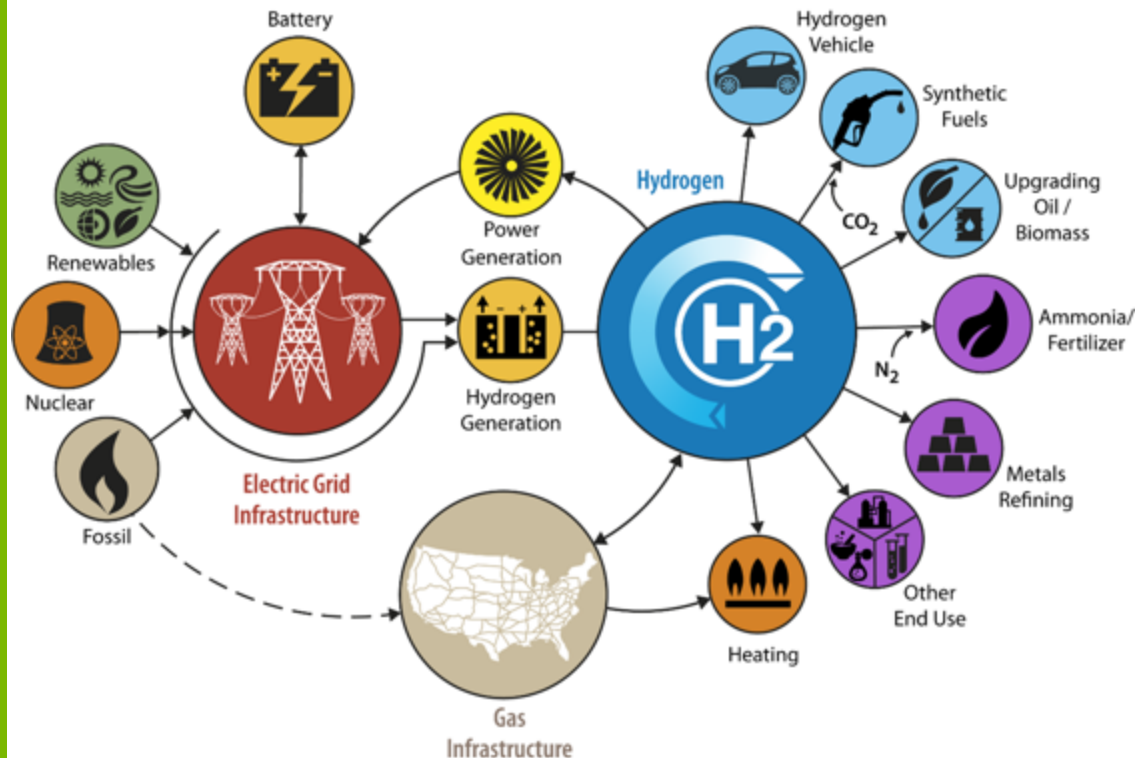 Battery
Hydrogen
Vehicle
Synthetic
Fuels
Renewables
Hydrogen
Upgrading
Oil /
Biomass
CO₂
Power
Generation
Nuclear
H2
Ammonia/
Fertilizer
N₂
- +
Hydrogen
Generation
Fossil
Electric Grid
Infrastructure
Metals
Refining
Other
End Use
Heating
Gas
Infrastructure